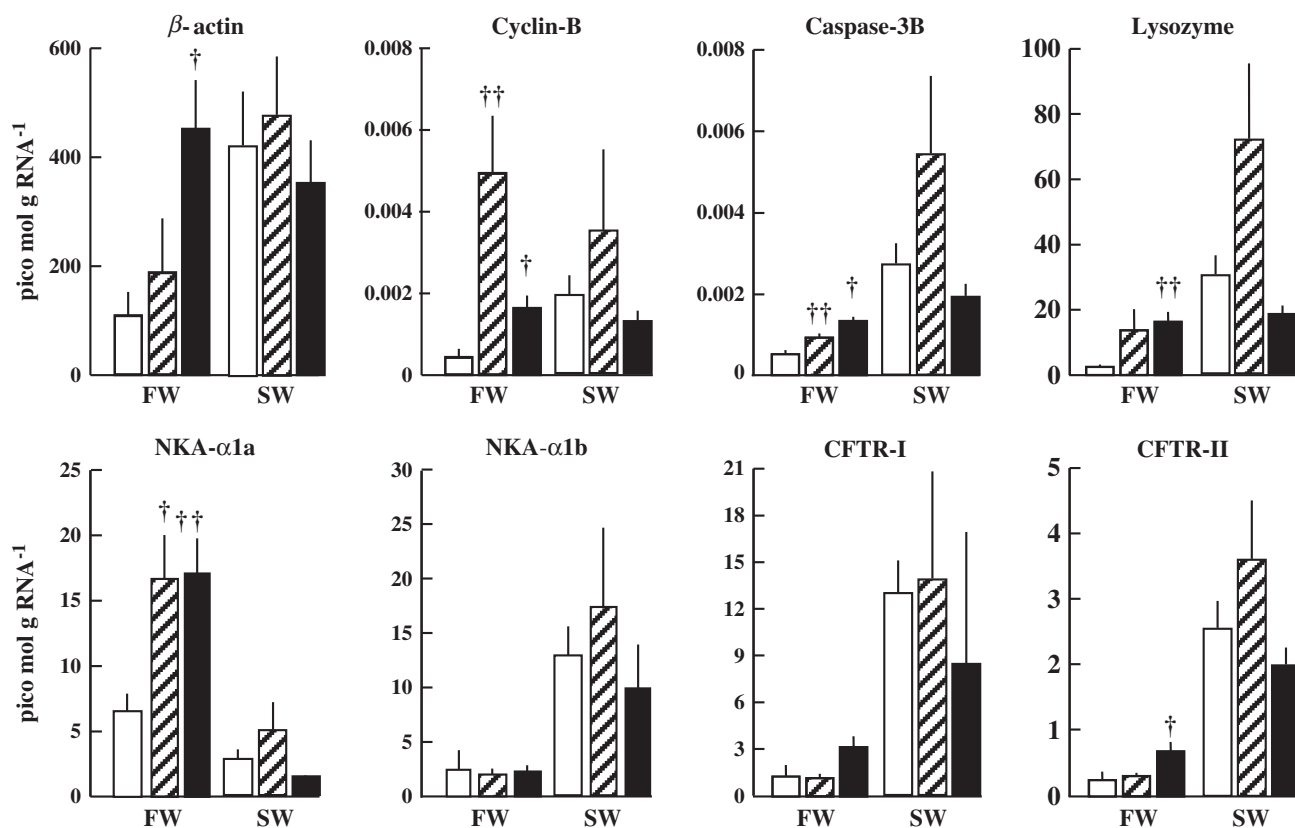 β-actin
Cyclin-B
Caspase-3B
Lysozyme
pico mol g RNA-1
600
400
200
0
†
FW
SW
0.008
0.006
0.004
0.002
0
††
†
FW
SW
0.008
0.006
0.004
0.002
0
††
†
FW
SW
100
80
60
40
20
0
††
FW
SW
NKA-α1a
NKA-α1b
CFTR-I
CFTR-II
pico mol g RNA-1
25
20
15
10
5
0
†
††
FW
SW
30
25
20
15
10
5
0
FW
SW
21
18
15
12
9
6
3
0
FW
SW
5
4
3
2
1
0
†
FW
SW